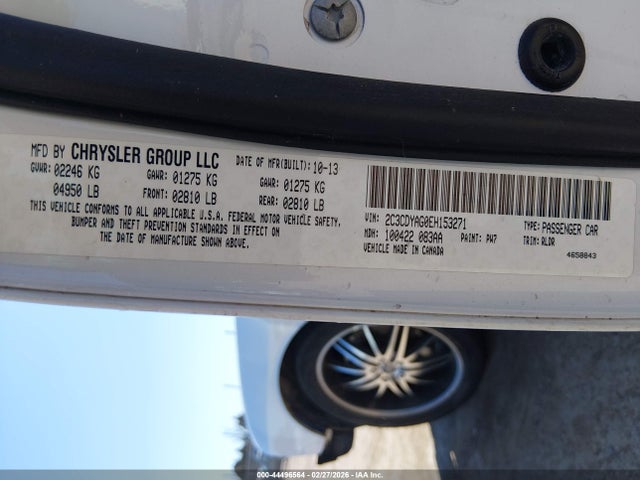 MFD BY CHRYSLER GROUP LLC DATE OF MFR(BUILT): 10-13
GVWR: 02246 KG GAWR: 01275 KG GAWR: 01275 KG
04950 LB FRONT: 02810 LB REAR: 02810 LB
THIS VEHICLE CONFORMS TO ALL APPLICABLE U.S.A. FEDERAL MOTOR VEHICLE SAFETY,
BUMPER AND THEFT PREVENTION STANDARDS IN EFFECT ON
THE DATE OF MANUFACTURE SHOWN ABOVE.
VIN: 2C3CDYAG0EH153271 TYPE: PASSENGER CAR
MDH: 100422 083AA PAINT: PW7 TRIM: RLDR
VEHICLE MADE IN CANADA 4658843
000-44496564 - 02/27/2026 - IAA Inc.